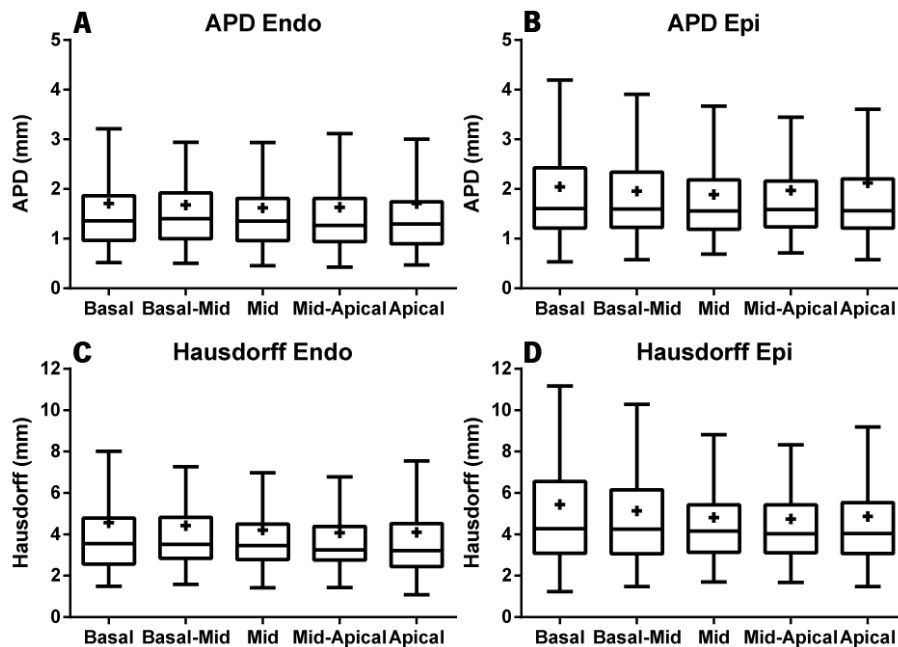 A APD Endo
APD (mm)
5
4
3
2
1
0
Basal Basal-Mid Mid Mid-Apical Apical
B APD Epi
APD (mm)
5
4
3
2
1
0
Basal Basal-Mid Mid Mid-Apical Apical
C Hausdorff Endo
Hausdorff (mm)
12
10
8
6
4
2
0
Basal Basal-Mid Mid Mid-Apical Apical
D Hausdorff Epi
Hausdorff (mm)
12
10
8
6
4
2
0
Basal Basal-Mid Mid Mid-Apical Apical